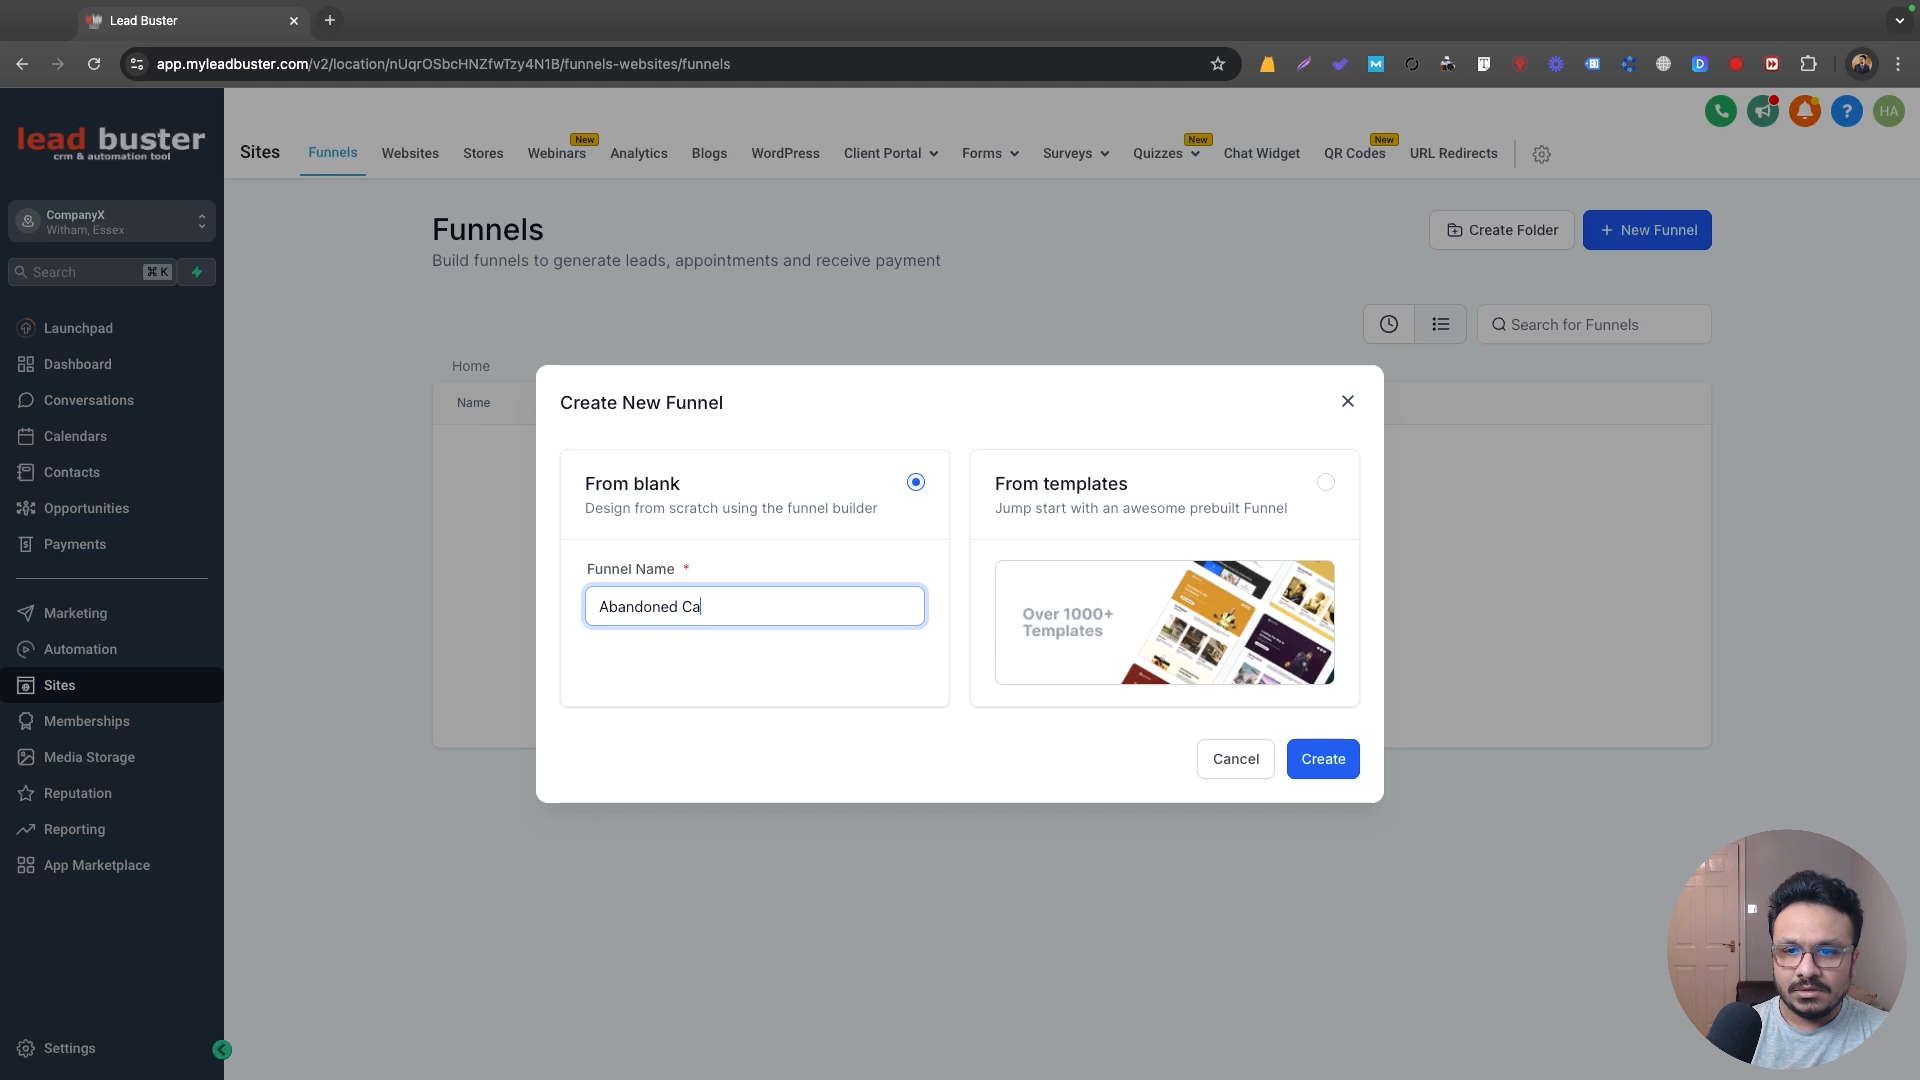 Lead Buster
app.myleadbuster.com/v2/location/nUqrOSbcHNZfwTzy4N1B/funnels-websites/funnels
lead buster
crm & automation tool
CompanyX
Witham, Essex
Search
⌘ K
Launchpad
Dashboard
Conversations
Calendars
Contacts
Opportunities
Payments
Marketing
Automation
Sites
Memberships
Media Storage
Reputation
Reporting
App Marketplace
Settings
HA
Sites
Funnels
Websites
Stores
Webinars
New
Analytics
Blogs
WordPress
Client Portal
Forms
Surveys
Quizzes
New
Chat Widget
QR Codes
New
URL Redirects
Funnels
Build funnels to generate leads, appointments and receive payment
Create Folder
+ New Funnel
Search for Funnels
Home
Name
Create New Funnel
From blank
Design from scratch using the funnel builder
Funnel Name *
Abandoned Ca
From templates
Jump start with an awesome prebuilt Funnel
Over 1000+
Templates
Cancel
Create